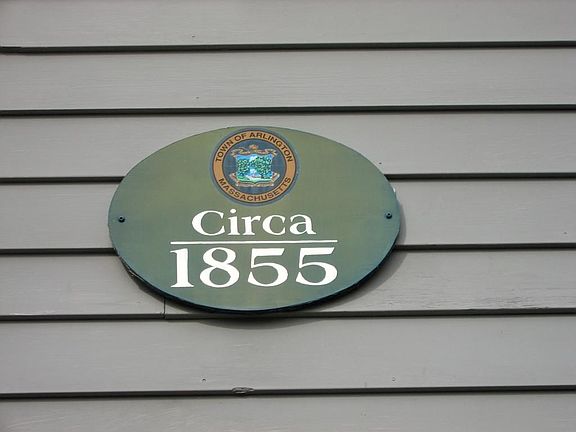 TOWN OF ARLINGTON
MASSACHUSETTS
Circa
1855